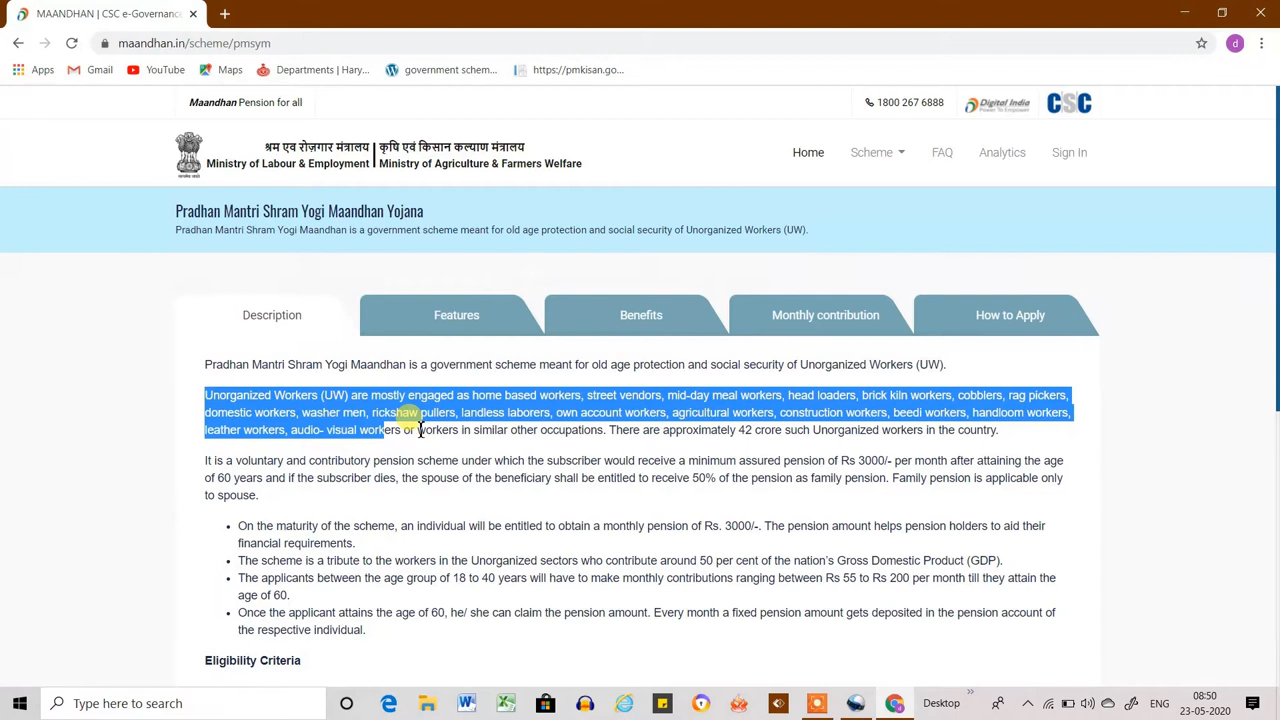 MAANDHAN | CSC e-Governance
maandhan.in/scheme/pmsym
d
Apps
Gmail
YouTube
Maps
Departments | Hary...
government schem...
https://pmkisan.go...
Maandhan Pension for all
1800 267 6888
Digital India
Power To Empower
CSC
श्रम एवं रोज़गार मंत्रालय
कृषि एवं किसान कल्याण मंत्रालय
Ministry of Labour & Employment
Ministry of Agriculture & Farmers Welfare
Home
Scheme
FAQ
Analytics
Sign In
Pradhan Mantri Shram Yogi Maandhan Yojana
Pradhan Mantri Shram Yogi Maandhan is a government scheme meant for old age protection and social security of Unorganized Workers (UW).
Description
Features
Benefits
Monthly contribution
How to Apply
Pradhan Mantri Shram Yogi Maandhan is a government scheme meant for old age protection and social security of Unorganized Workers (UW).
Unorganized Workers (UW) are mostly engaged as home based workers, street vendors, mid-day meal workers, head loaders, brick kiln workers, cobblers, rag pickers,
domestic workers, washer men, rickshaw pullers, landless laborers, own account workers, agricultural workers, construction workers, beedi workers, handloom workers,
leather workers, audio- visual workers or workers in similar other occupations. There are approximately 42 crore such Unorganized workers in the country.
It is a voluntary and contributory pension scheme under which the subscriber would receive a minimum assured pension of Rs 3000/- per month after attaining the age
of 60 years and if the subscriber dies, the spouse of the beneficiary shall be entitled to receive 50% of the pension as family pension. Family pension is applicable only
to spouse.
• On the maturity of the scheme, an individual will be entitled to obtain a monthly pension of Rs. 3000/-. The pension amount helps pension holders to aid their
financial requirements.
• The scheme is a tribute to the workers in the Unorganized sectors who contribute around 50 per cent of the nation's Gross Domestic Product (GDP).
• The applicants between the age group of 18 to 40 years will have to make monthly contributions ranging between Rs 55 to Rs 200 per month till they attain the
age of 60.
• Once the applicant attains the age of 60, he/ she can claim the pension amount. Every month a fixed pension amount gets deposited in the pension account of
the respective individual.
Eligibility Criteria
Type here to search
Desktop
ENG
08:50
23-05-2020